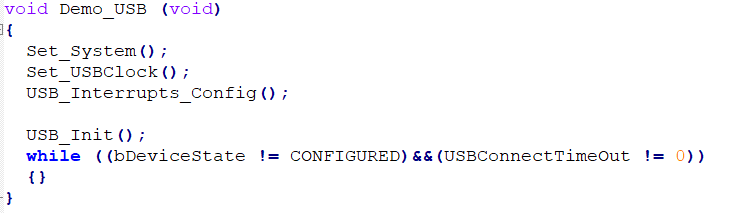 void Demo_USB (void)
{
Set_System();
Set_USBClock();
USB_Interrupts_Config();
USB_Init();
while ((bDeviceState != CONFIGURED)&&(USBConnectTimeOut != 0))
{}
}